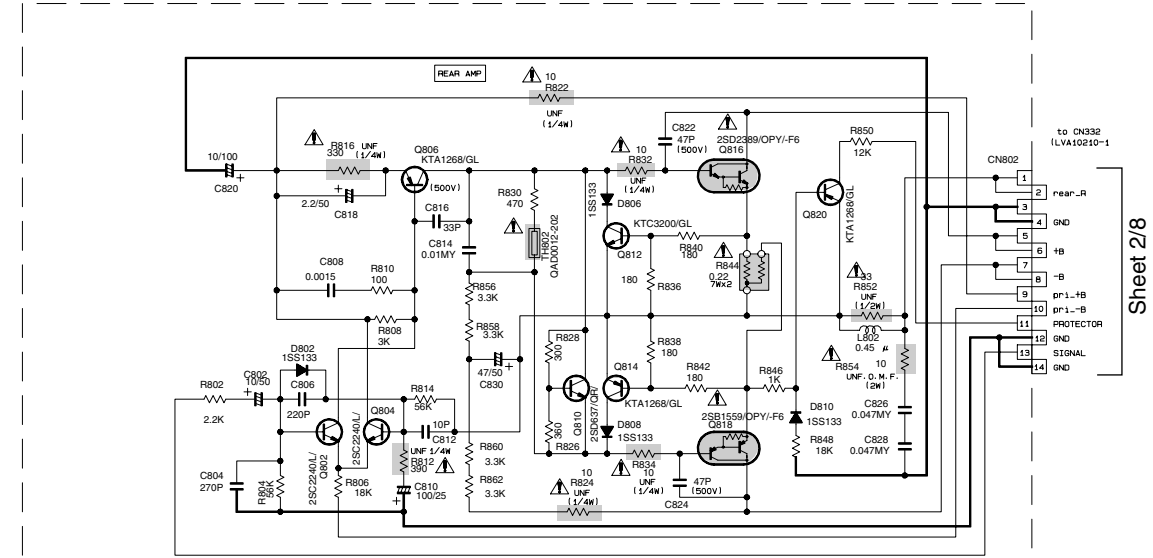 REAR AMP
10
R822
UNF
(1/4W)
to CN332
(LVA10210-1
10/100
C820
R816
330
UNF
(1/4W)
2.2/50
C818
Q806
KTA1268/GL
(500V)
C816
33P
C814
0.01MY
R830
470
TH802
QAD0012-202
1SS133
D806
10
R832
UNF
(1/4W)
C822
47P
(500V)
2SD2389/OPY/-F6
Q816
R850
12K
Q820
KTA1268/GL
CN802
1
2
rear_R
3
4
GND
5
6
+B
7
8
-B
9
pri_+B
10
pri_-B
11
PROTECTOR
12
GND
13
SIGNAL
14
GND
Sheet 2/8
C808
0.0015
R810
100
R808
3K
R856
3.3K
R858
3.3K
47/50
C830
KTC3200/GL
Q812
R840
180
180
R836
R844
0.22
7Wx2
33
R852
UNF
(1/2W)
L802
0.45 μ
10
R854
UNF.O.M.F.
(2W)
R828
300
R838
180
Q814
KTA1268/GL
R842
180
R846
1K
Q810
2SD637/QR/
360
R826
D808
1SS133
2SB1559/OPY/-F6
Q818
D810
1SS133
R848
18K
C826
0.047MY
C828
0.047MY
D802
1SS133
R802
2.2K
C802
10/50
C806
220P
Q804
2SC2240/L/
R814
56K
10P
C812
UNF 1/4W
R812
390
C804
270P
R804
56K
2SC2240/L/
Q802
R806
18K
C810
100/25
R860
3.3K
R862
3.3K
10
R824
UNF
(1/4W)
R834
10
UNF
(1/4W)
47P
(500V)
C824